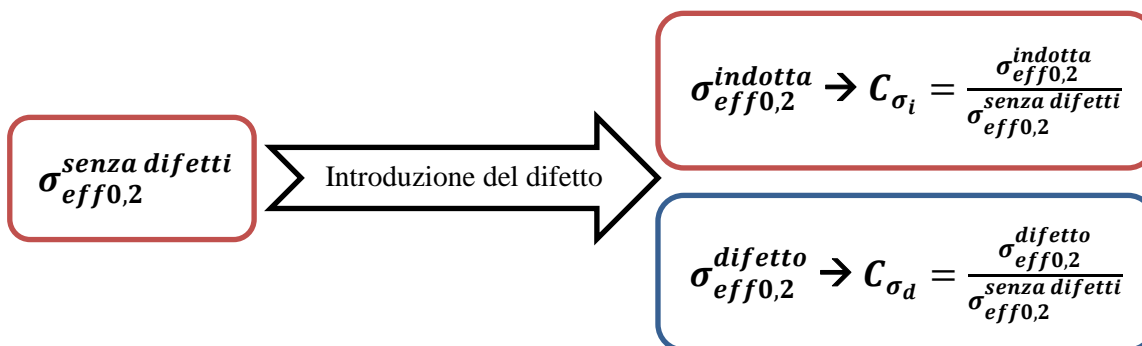 σ_{eff0,2}^{senza difetti}
Introduzione del difetto
σ_{eff0,2}^{indotta} → C_{σ_i} = \frac{σ_{eff0,2}^{indotta}}{σ_{eff0,2}^{senza difetti}}
σ_{eff0,2}^{difetto} → C_{σ_d} = \frac{σ_{eff0,2}^{difetto}}{σ_{eff0,2}^{senza difetti}}